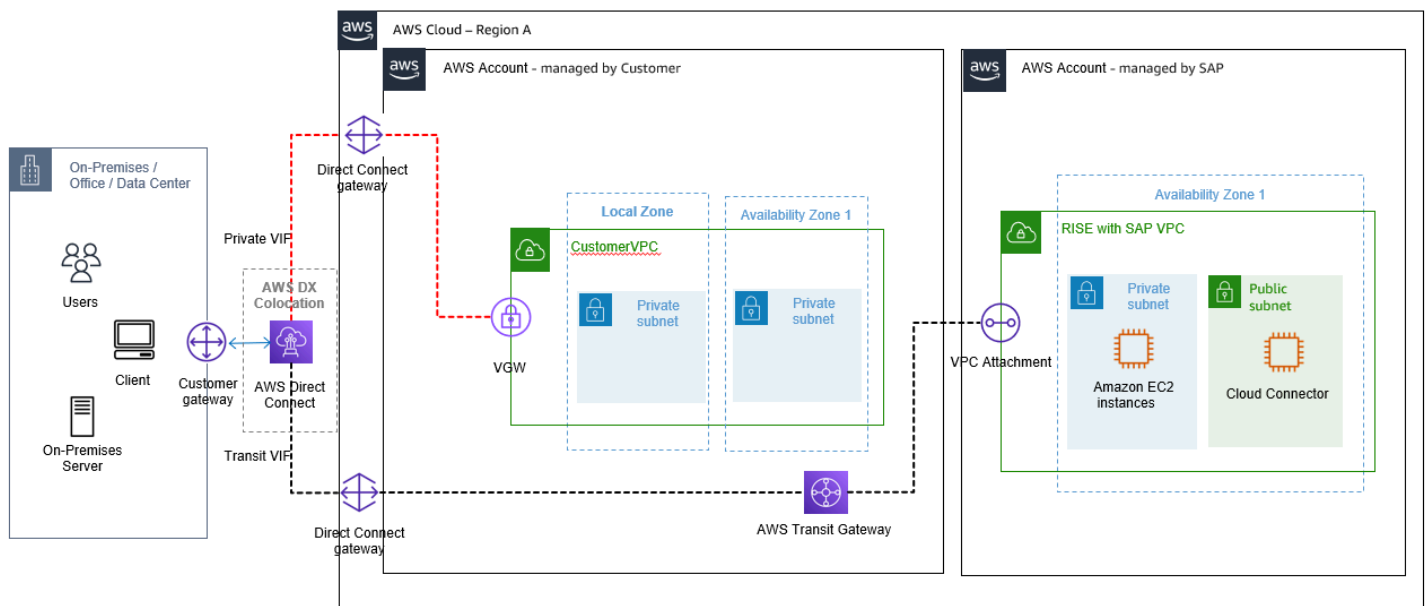 aws
AWS Cloud – Region A
aws
AWS Account - managed by Customer
aws
AWS Account - managed by SAP
On-Premises /
Office / Data Center
Users
Client
On-Premises
Server
Customer
gateway
Private VIF
AWS DX
Colocation
AWS Direct
Connect
Transit VIF
Direct Connect
gateway
Direct Connect
gateway
Local Zone
Availability Zone 1
CustomerVPC
Private
subnet
Private
subnet
VGW
AWS Transit Gateway
Availability Zone 1
RISE with SAP VPC
VPC Attachment
Private
subnet
Amazon EC2
instances
Public
subnet
Cloud Connector